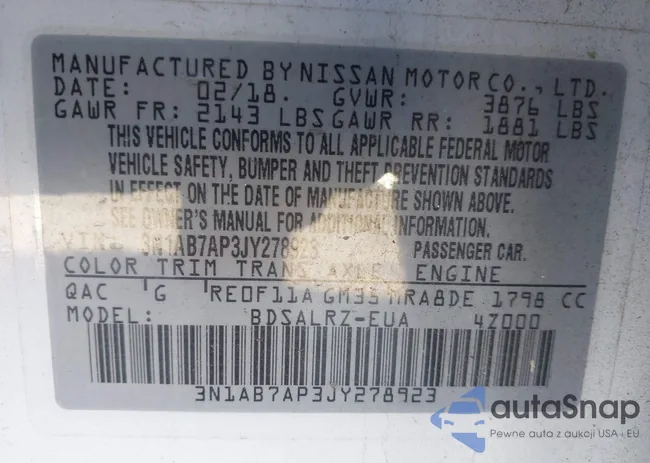 MANUFACTURED BY NISSAN MOTOR CO., LTD.
DATE: 02/18. GVWR: 3876 LBS
GAWR FR: 2143 LBS GAWR RR: 1881 LBS
THIS VEHICLE CONFORMS TO ALL APPLICABLE FEDERAL MOTOR
VEHICLE SAFETY, BUMPER AND THEFT PREVENTION STANDARDS
IN EFFECT ON THE DATE OF MANUFACTURE SHOWN ABOVE.
SEE OWNER'S MANUAL FOR ADDITIONAL INFORMATION.
VIN: 3N1AB7AP3JY278923 PASSENGER CAR.
COLOR TRIM TRANS AXLE ENGINE
QAC G RE0F11A GM35 MRA8DE 1798 CC
MODEL: BDSALRZ-EUA 4Z000
3N1AB7AP3JY278923
autoSnap
Pewne auto z aukcji USA i EU